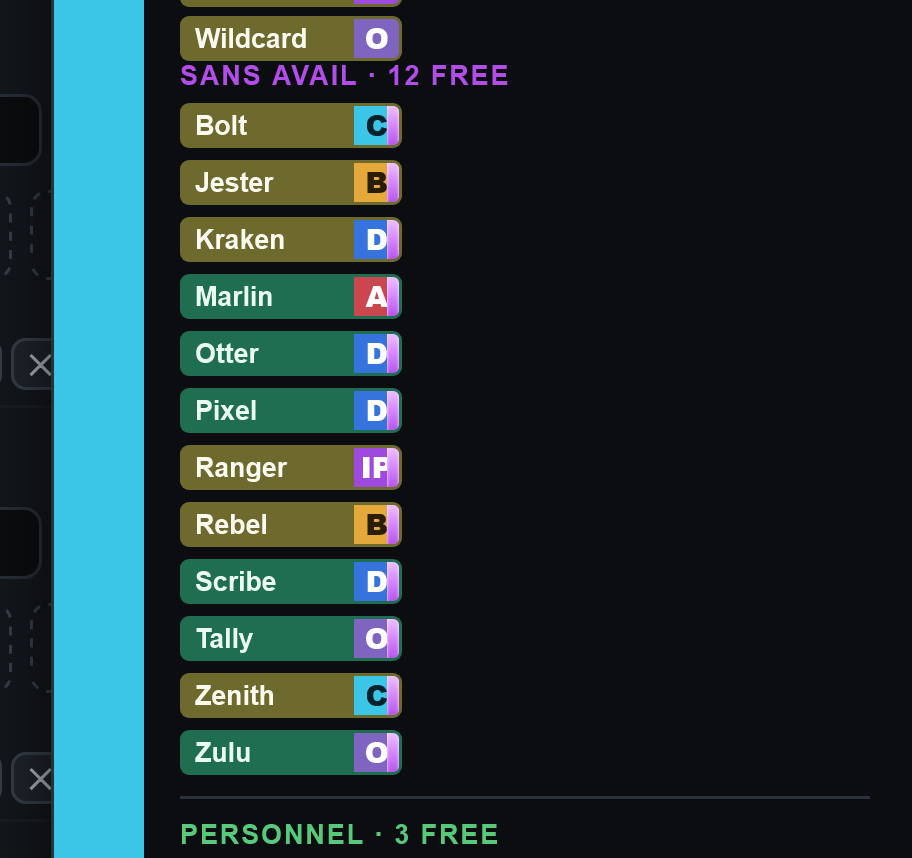 Wildcard O
SANS AVAIL · 12 FREE
Bolt C
Jester B
Kraken D
Marlin A
Otter D
Pixel D
Ranger IP
Rebel B
Scribe D
Tally O
Zenith C
Zulu O
PERSONNEL · 3 FREE